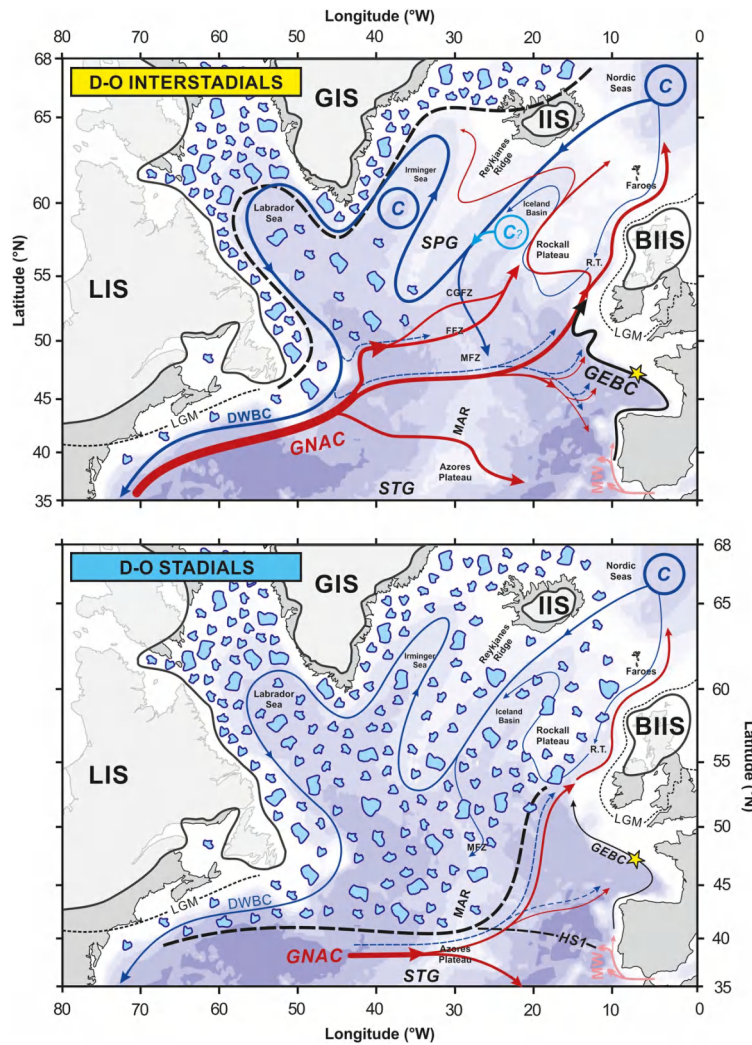 Longitude (°W)
80 70 60 50 40 30 20 10 0
68
65
60
55
50
45
40
35
Latitude (°N)
D-O INTERSTADIALS
GIS
IIS
Nordic
Seas
C
Reykjanes
Ridge
Irminger
Sea
Faroes
Labrador
Sea
C
Iceland
Basin
C?
BIIS
SPG
Rockall
Plateau
R.T.
LIS
CGFZ
FFZ
LGM
MFZ
GEBC
LGM
DWBC
MAR
GNAC
Azores
Plateau
MW
STG
D-O STADIALS
68
65
60
55
50
45
40
35
Latitude (°N)
GIS
IIS
Nordic
Seas
C
Reykjanes
Ridge
Irminger
Sea
Faroes
Labrador
Sea
Iceland
Basin
BIIS
Rockall
Plateau
R.T.
LIS
LGM
MFZ
GEBC
LGM
DWBC
MAR
HS1
GNAC
Azores
Plateau
MW
STG
80 70 60 50 40 30 20 10 0
Longitude (°W)